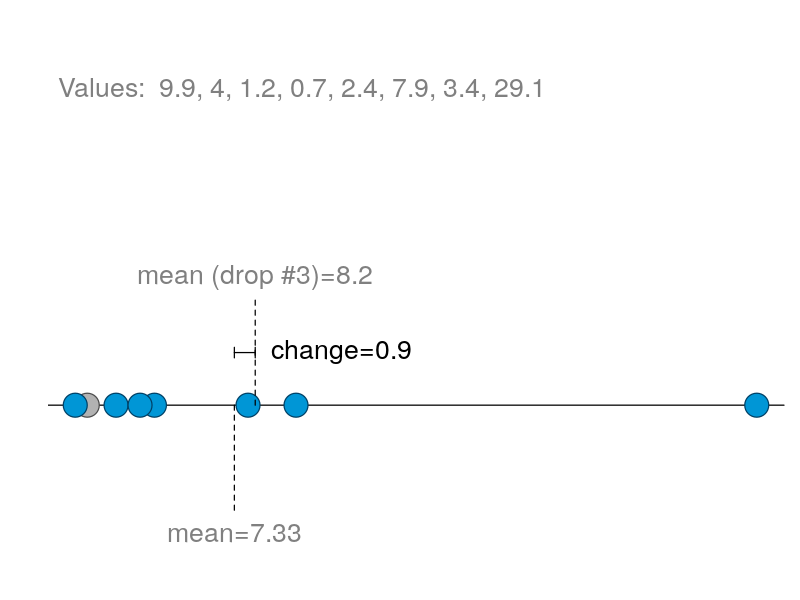 Values:  9.9, 4, 1.2, 0.7, 2.4, 7.9, 3.4, 29.1
mean (drop #3)=8.2
change=0.9
mean=7.33